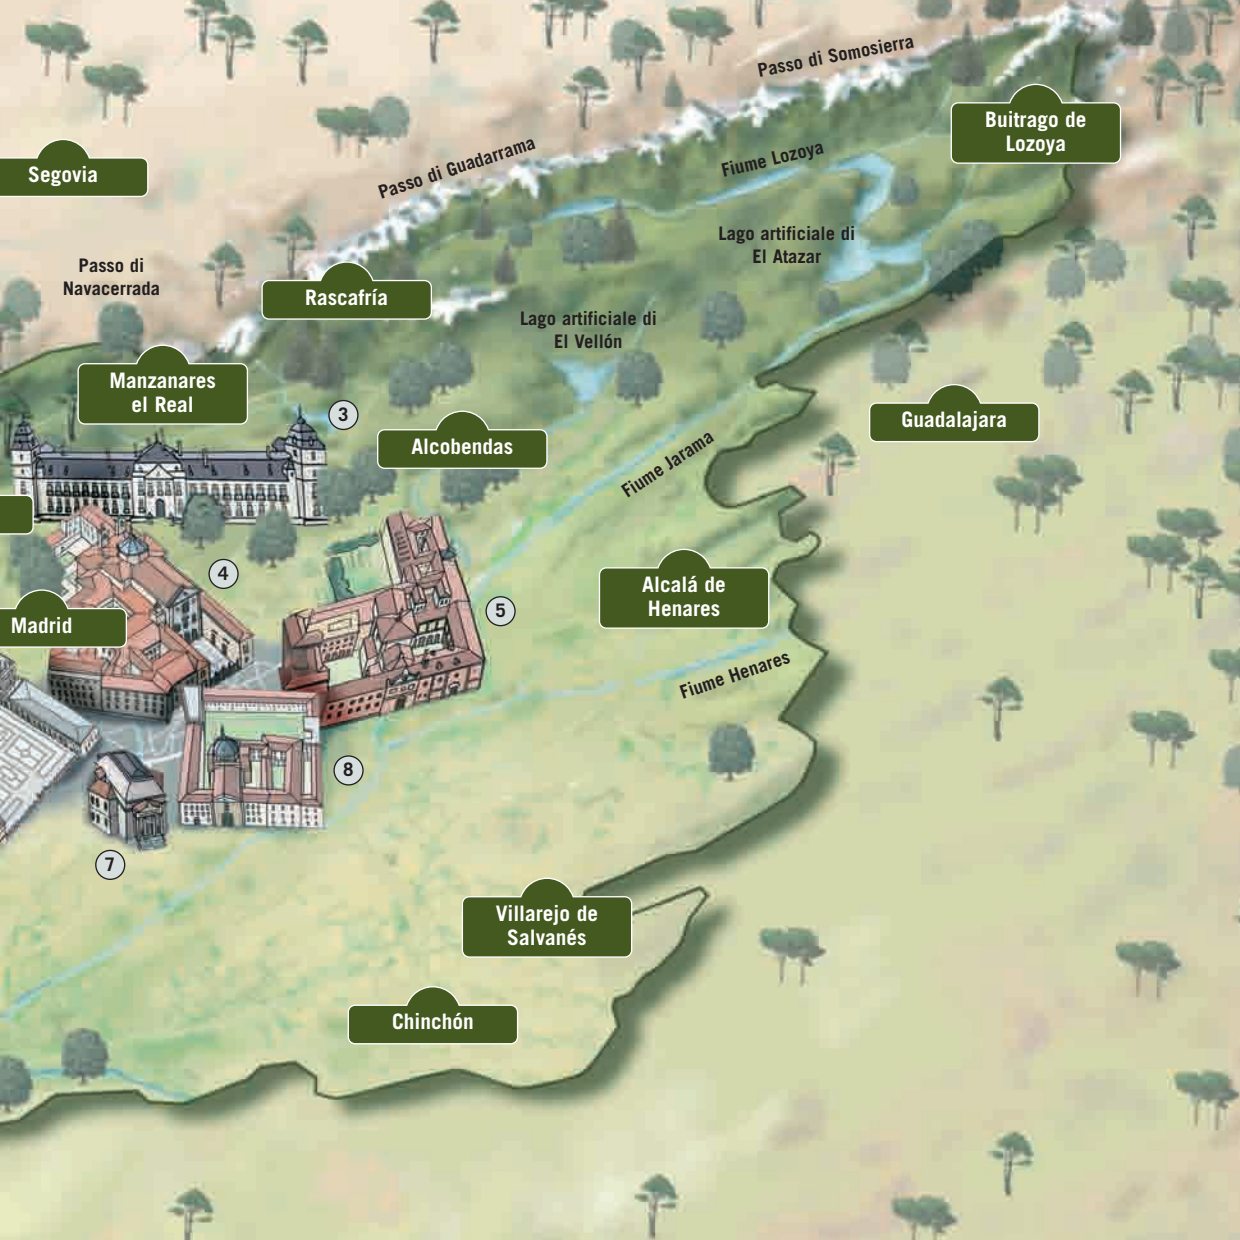 Passo di Somosierra
Buitrago de
Lozoya
Passo di Guadarrama
Fiume Lozoya
Segovia
Lago artificiale di
El Atazar
Passo di
Navacerrada
Rascafría
Lago artificiale di
El Vellón
Manzanares
el Real
3
Alcobendas
Guadalajara
Fiume Jarama
4
Alcalá de
Henares
5
Madrid
Fiume Henares
8
7
Villarejo de
Salvanés
Chinchón